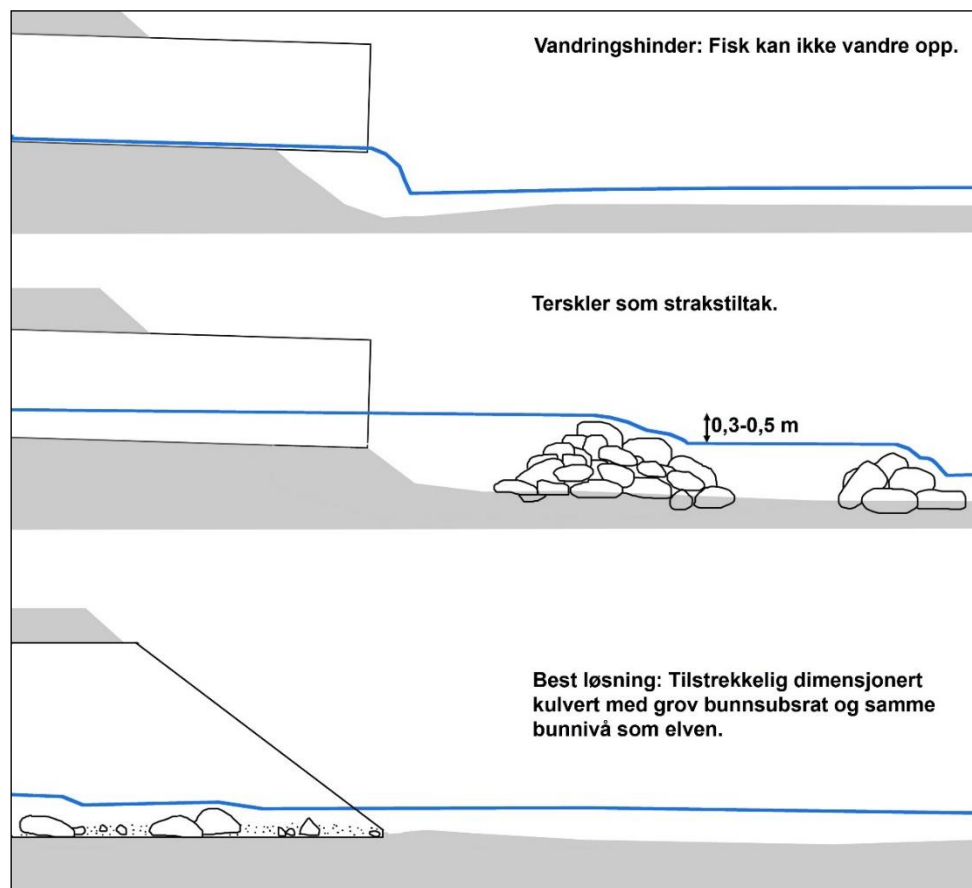 Vandringshinder: Fisk kan ikke vandre opp.
Terskler som strakstiltak.
0,3-0,5 m
Best løsning: Tilstrekkelig dimensjonert
kulvert med grov bunnsubsrat og samme
bunnivå som elven.